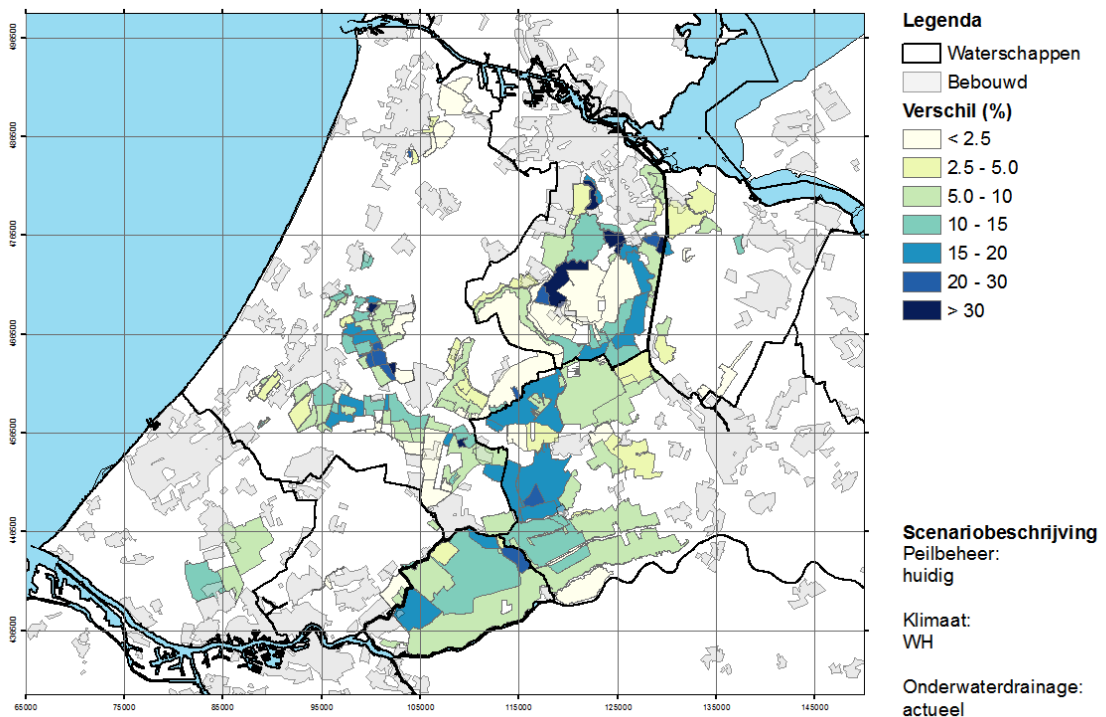 65000 75000 85000 95000 105000 115000 125000 135000 145000
Legenda
Waterschappen
Bebouwd
Verschil (%)
< 2.5
2.5 - 5.0
5.0 - 10
10 - 15
15 - 20
20 - 30
> 30
Scenariobeschrijving
Peilbeheer:
huidig
Klimaat:
WH
Onderwaterdrainage:
actueel